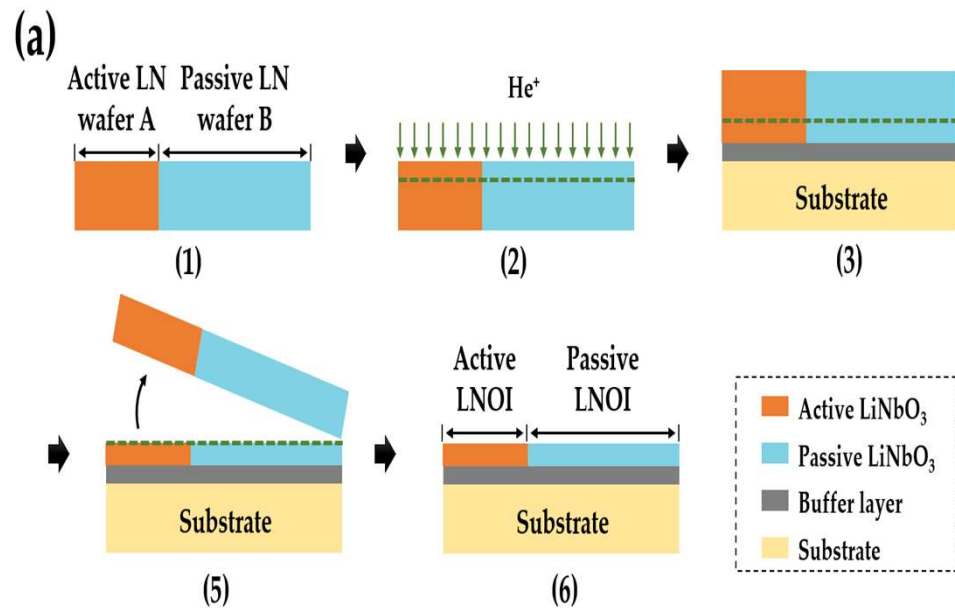 (a)
Active LN
wafer A
Passive LN
wafer B
(1)
He⁺
(2)
Substrate
(3)
Substrate
(5)
Active
LNOI
Passive
LNOI
Substrate
(6)
Active LiNbO₃
Passive LiNbO₃
Buffer layer
Substrate